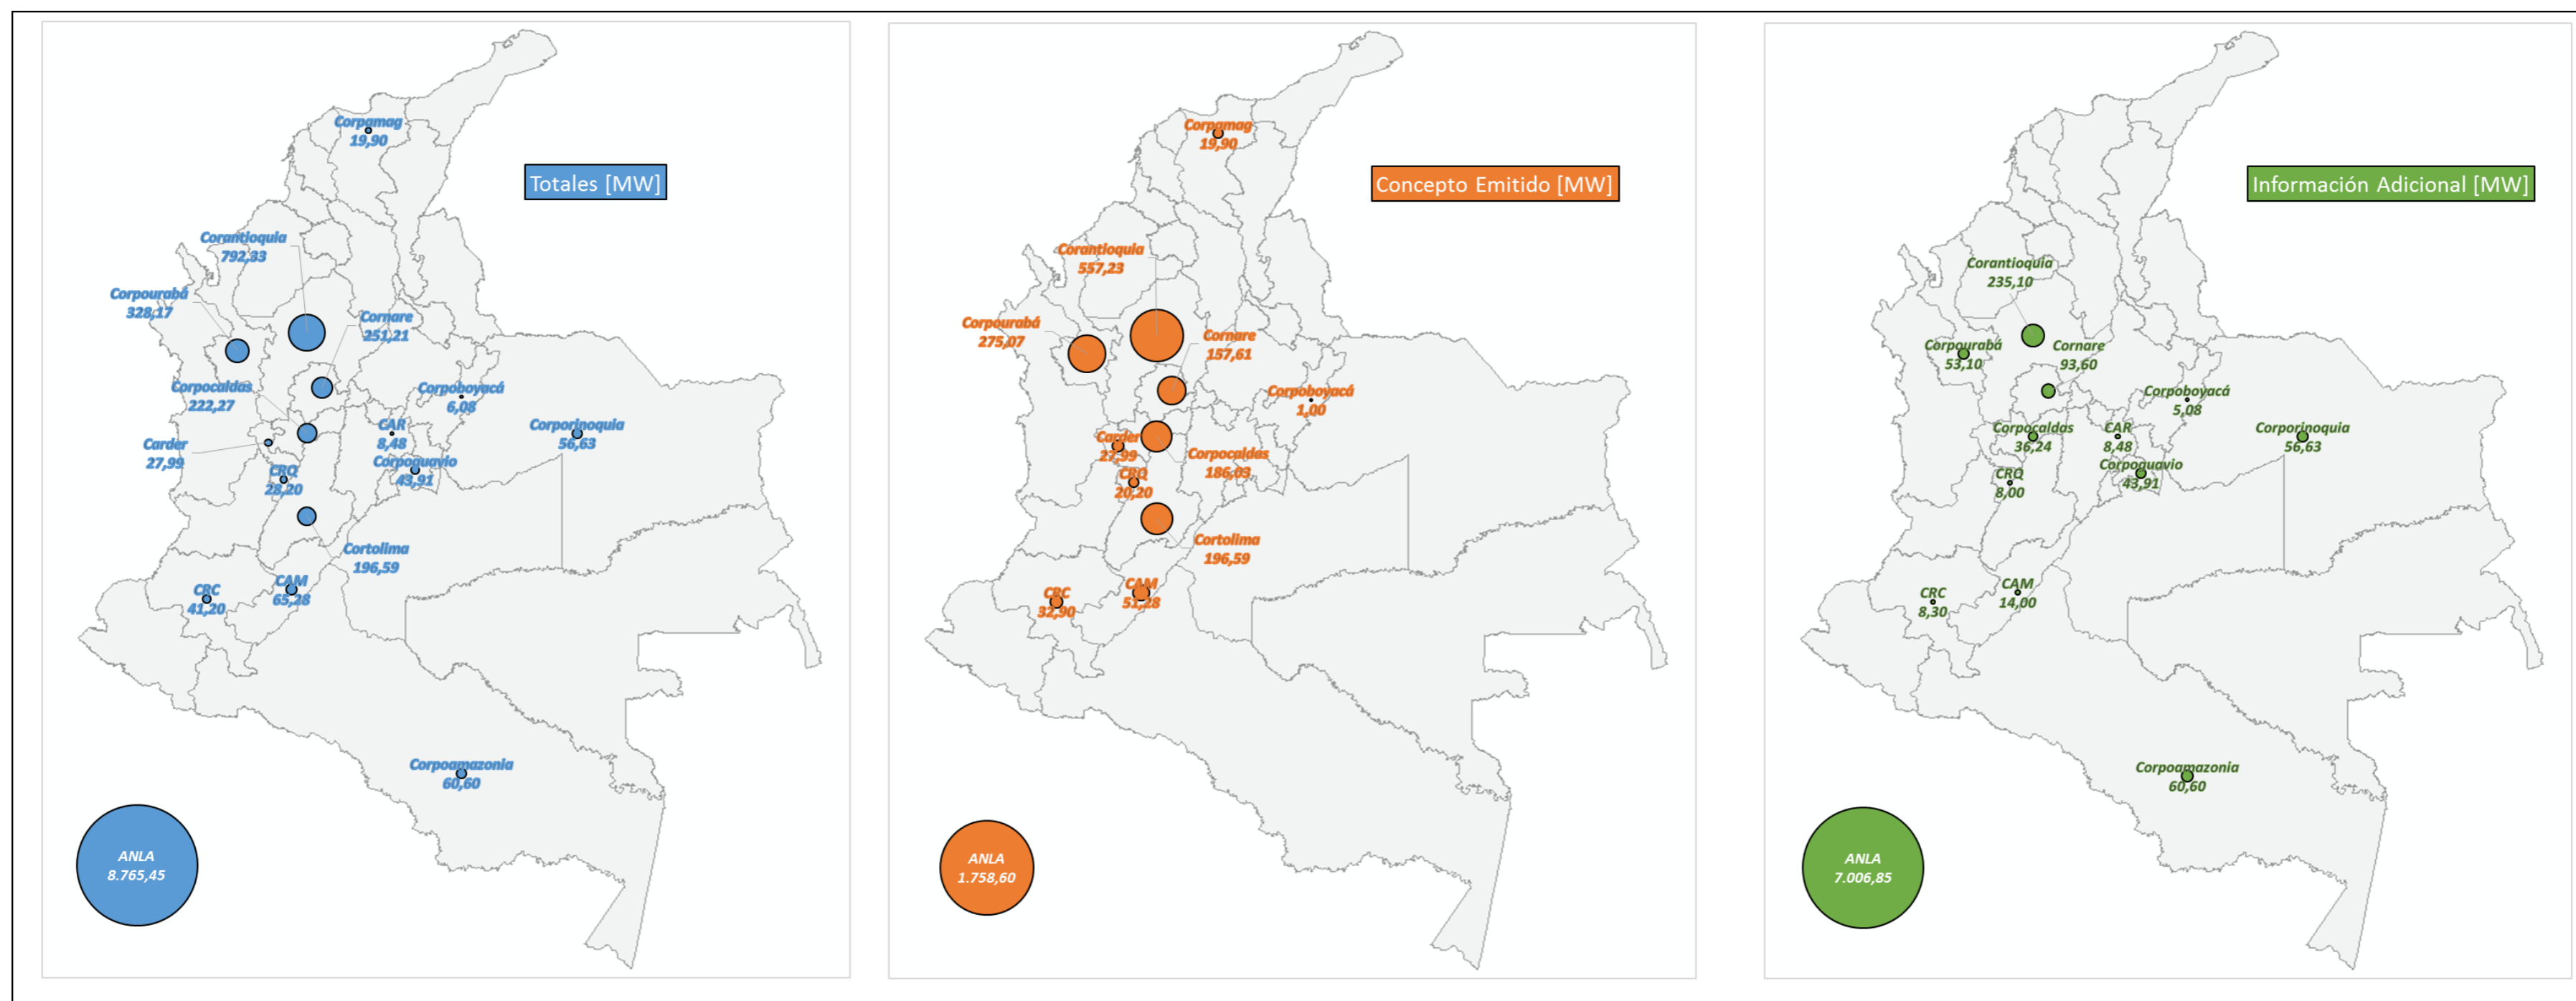 Totales [MW]
Corpamag
19,90
Corantioquia
792,33
Corpourabá
328,17
Cornare
251,21
Corpocaldas
222,27
Corpoboyacá
6,08
CAR
8,48
Corporinoquia
56,63
Carder
27,99
Corpoguavio
43,91
CRQ
28,20
Cortolima
196,59
CRC
41,20
CAM
65,28
Corpoamazonia
60,60
ANLA
8.765,45
Concepto Emitido [MW]
Corpamag
19,90
Corantioquia
557,23
Corpourabá
275,07
Cornare
157,61
Corpoboyacá
1,00
Carder
27,99
Corpocaldas
186,03
CRQ
20,20
Cortolima
196,59
CRC
32,90
CAM
51,28
ANLA
1.758,60
Información Adicional [MW]
Corantioquia
235,10
Corpourabá
53,10
Cornare
93,60
Corpoboyacá
5,08
Corpocaldas
36,24
CAR
8,48
Corporinoquia
56,63
Corpoguavio
43,91
CRQ
8,00
CRC
8,30
CAM
14,00
Corpoamazonia
60,60
ANLA
7.006,85